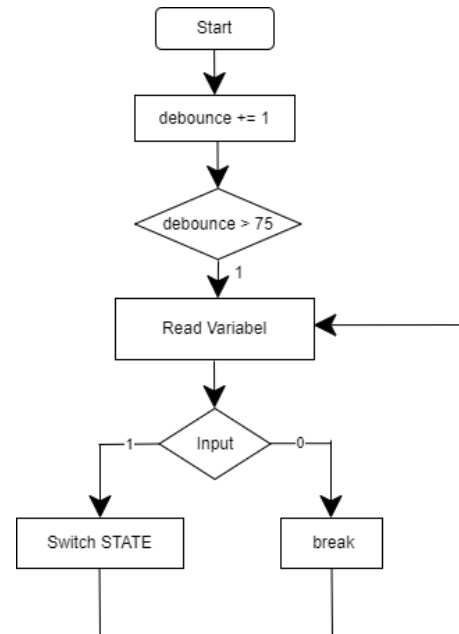 Start
debounce += 1
debounce > 75
1
Read Variabel
Input
1
0
Switch STATE
break